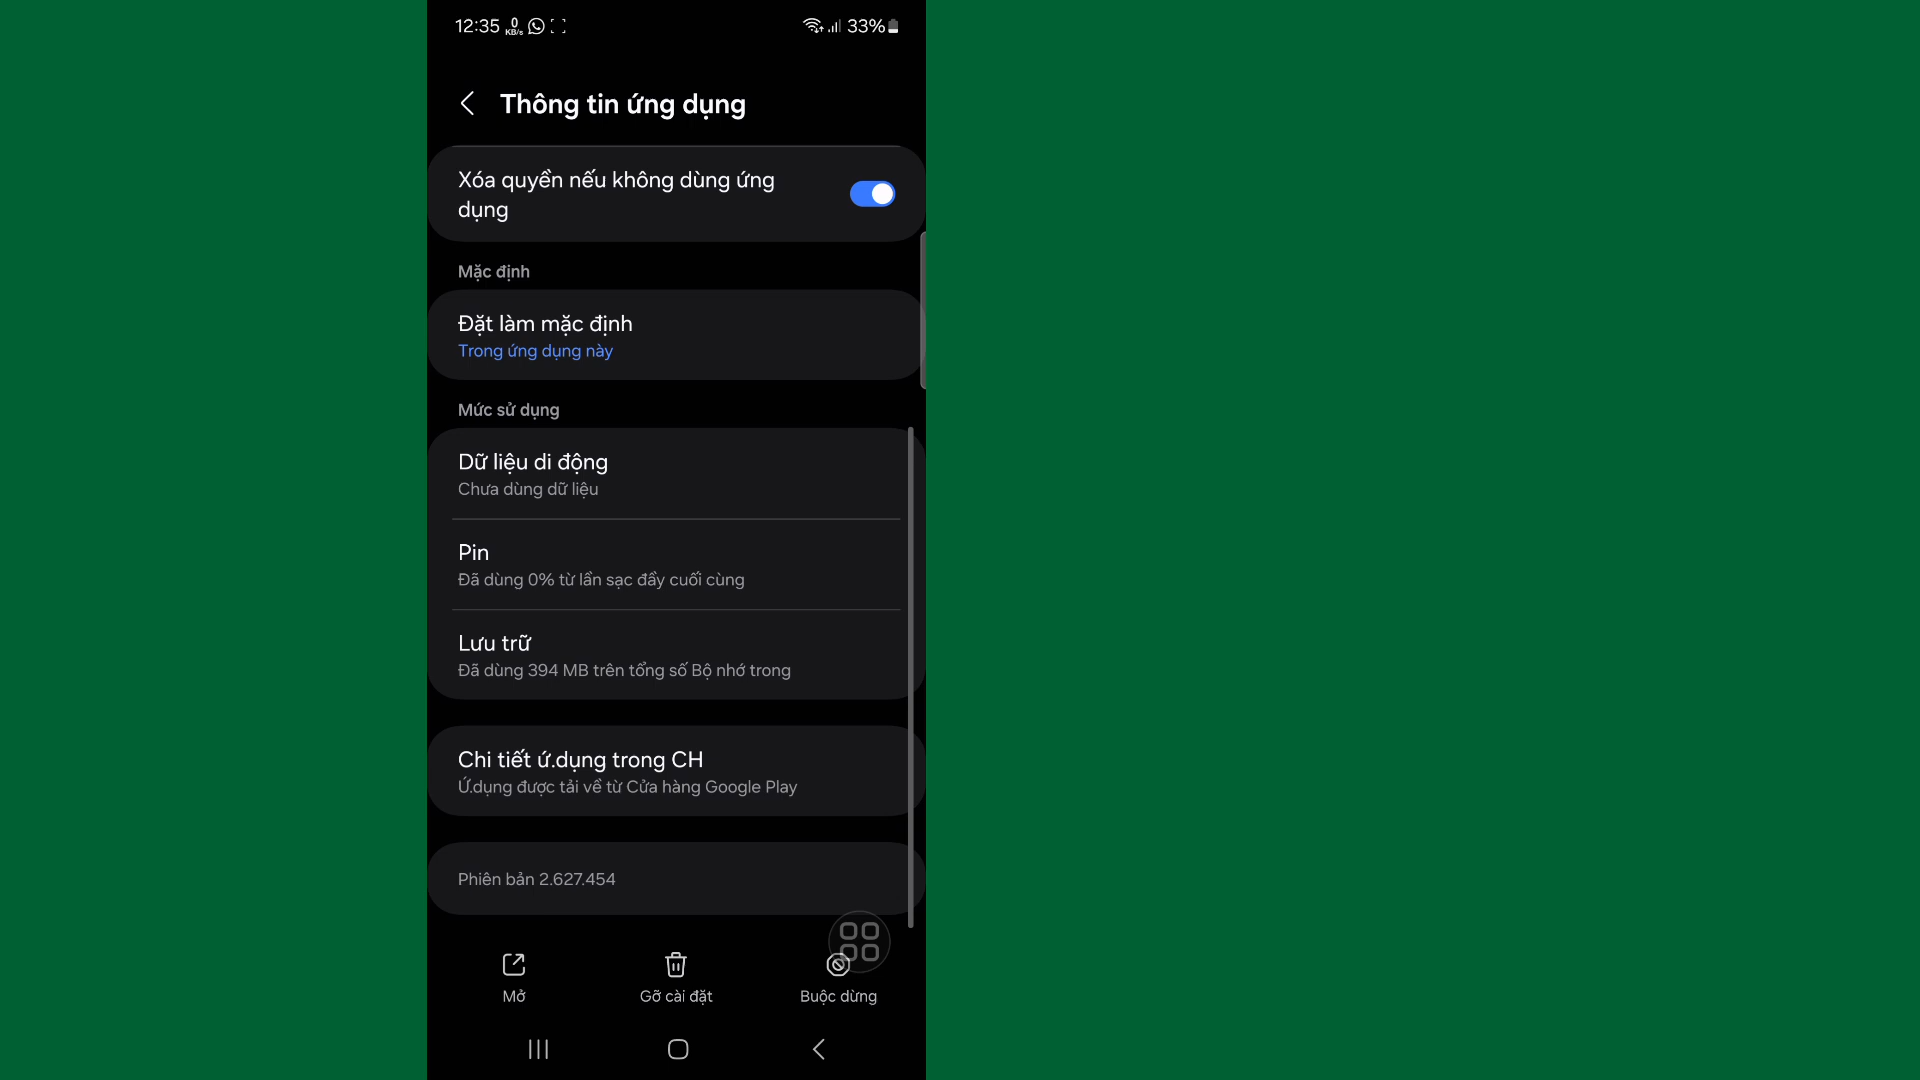 12:35 0 KB/s 33%
Thông tin ứng dụng
Xóa quyền nếu không dùng ứng
dụng
Mặc định
Đặt làm mặc định
Trong ứng dụng này
Mức sử dụng
Dữ liệu di động
Chưa dùng dữ liệu
Pin
Đã dùng 0% từ lần sạc đầy cuối cùng
Lưu trữ
Đã dùng 394 MB trên tổng số Bộ nhớ trong
Chi tiết ứ.dụng trong CH
Ứ.dụng được tải về từ Cửa hàng Google Play
Phiên bản 2.627.454
Mở Gỡ cài đặt Buộc dừng